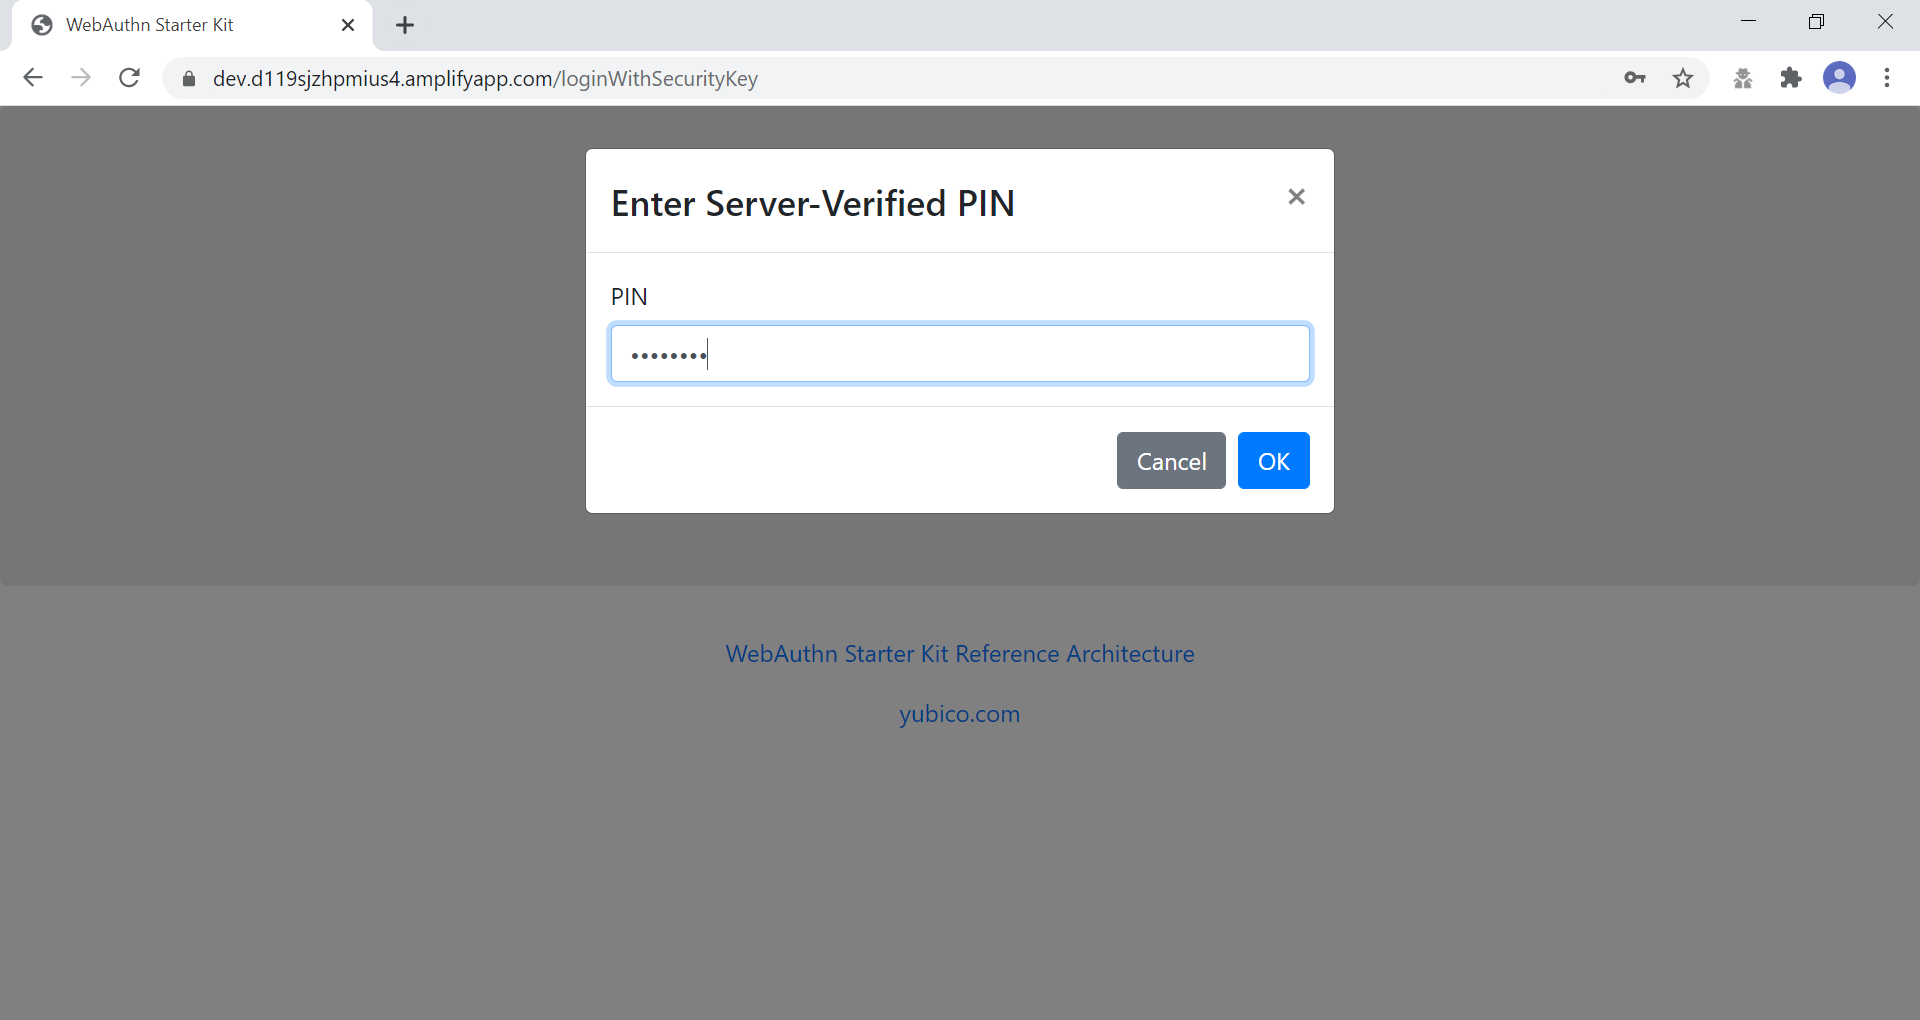 WebAuthn Starter Kit
dev.d119sjzhpmius4.amplifyapp.com/loginWithSecurityKey
Enter Server-Verified PIN
PIN
••••••••
Cancel OK
WebAuthn Starter Kit Reference Architecture
yubico.com